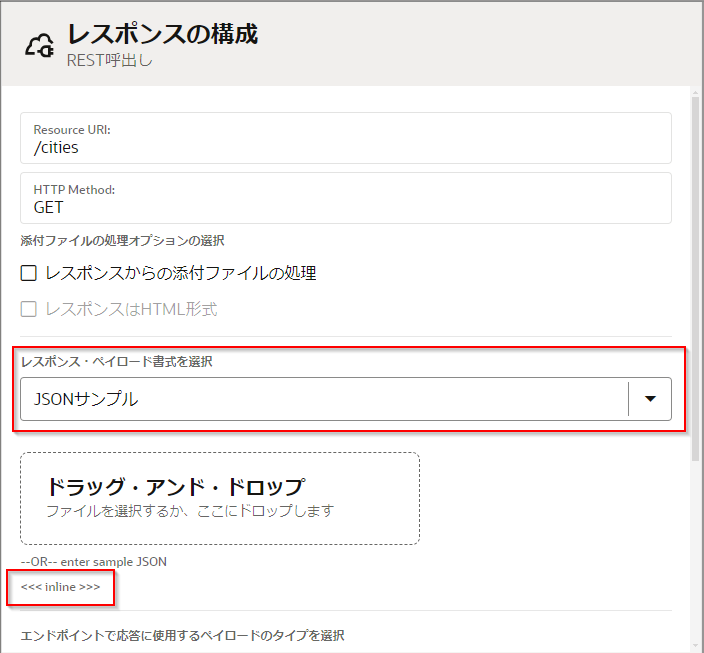 レスポンスの構成
REST呼出し
Resource URI:
/cities
HTTP Method:
GET
添付ファイルの処理オプションの選択
レスポンスからの添付ファイルの処理
レスポンスはHTML形式
レスポンス・ペイロード書式を選択
JSONサンプル
ドラッグ・アンド・ドロップ
ファイルを選択するか、ここにドロップします
--OR-- enter sample JSON
<<< inline >>>
エンドポイントで応答に使用するペイロードのタイプを選択